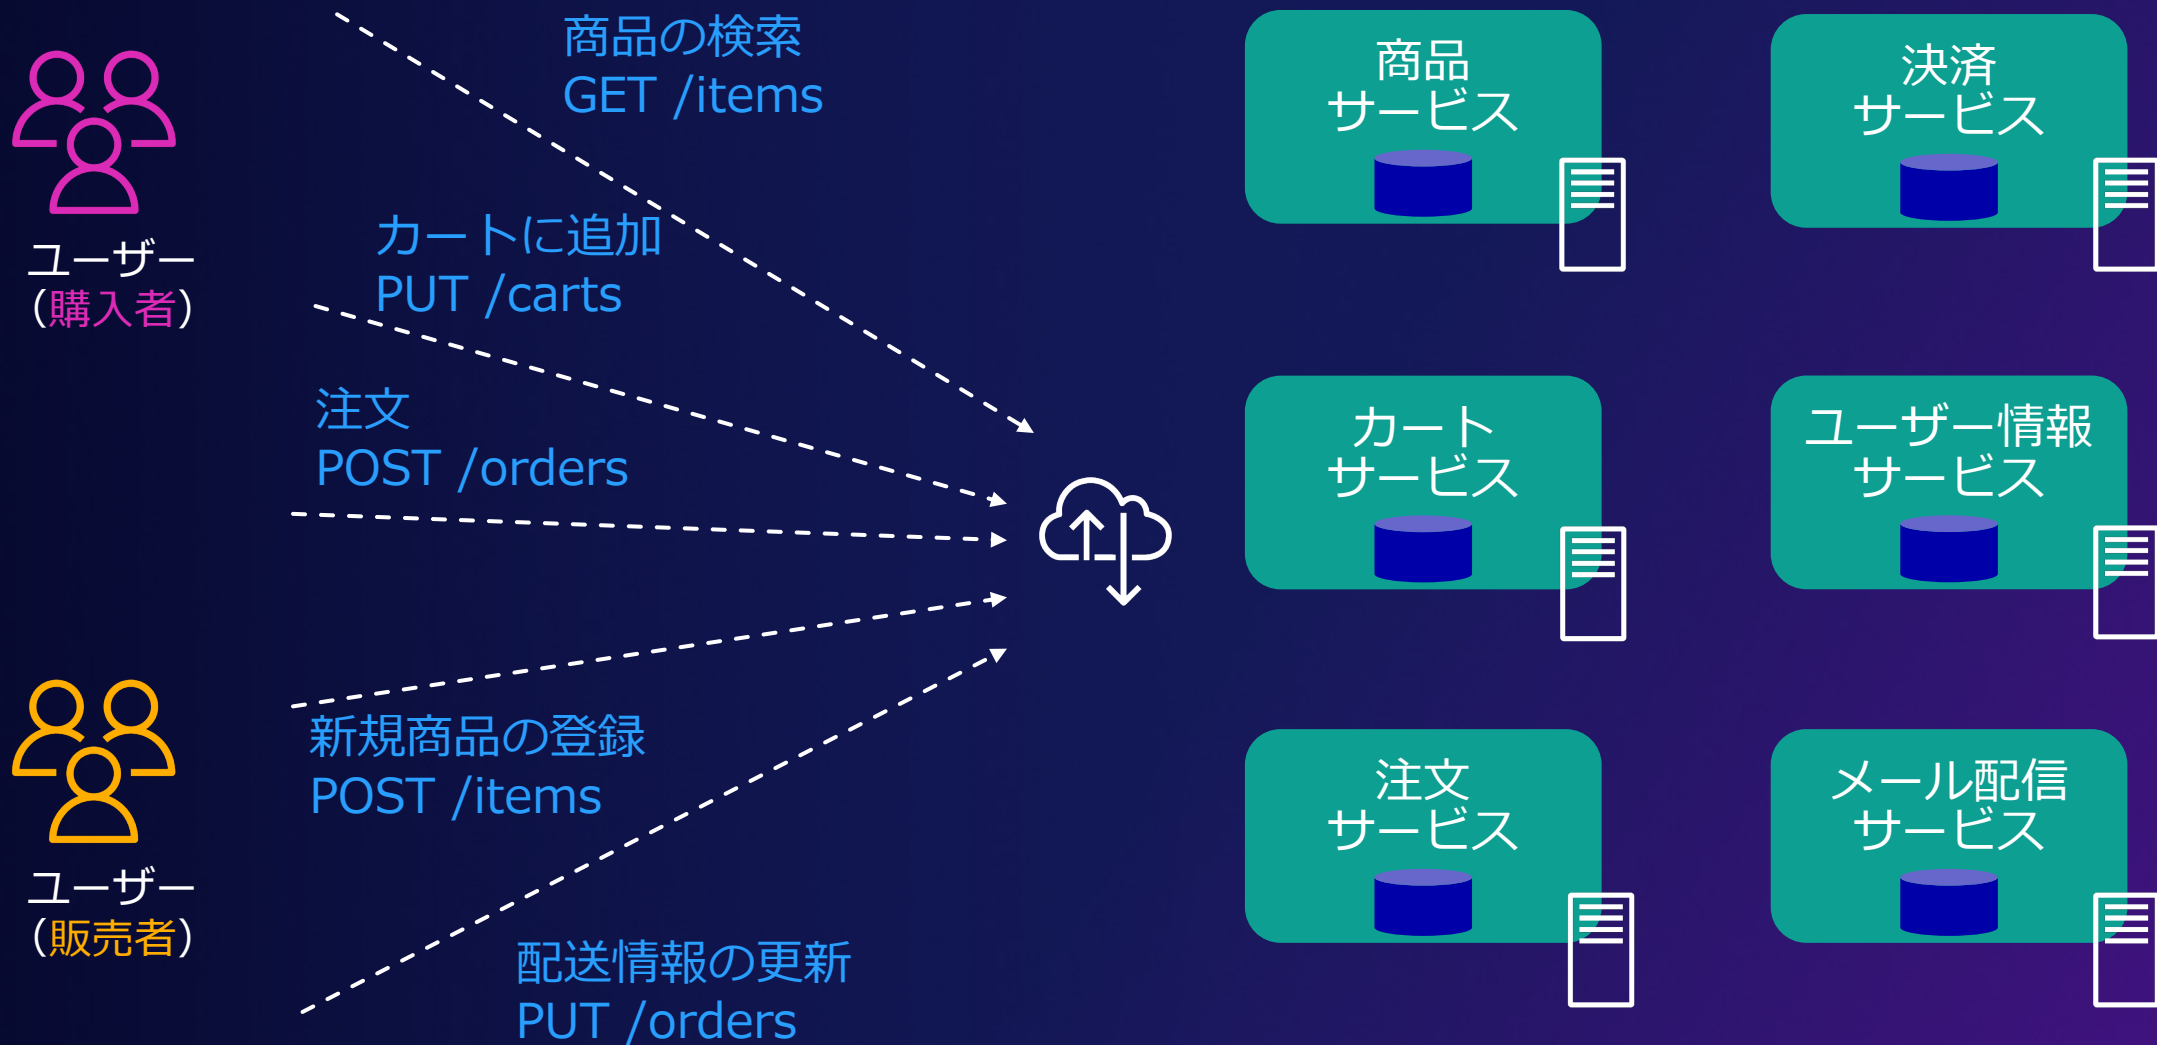 商品の検索
GET /items
ユーザー
（購入者）
カートに追加
PUT /carts
注文
POST /orders
ユーザー
（販売者）
新規商品の登録
POST /items
配送情報の更新
PUT /orders
商品
サービス
決済
サービス
カート
サービス
ユーザー情報
サービス
注文
サービス
メール配信
サービス